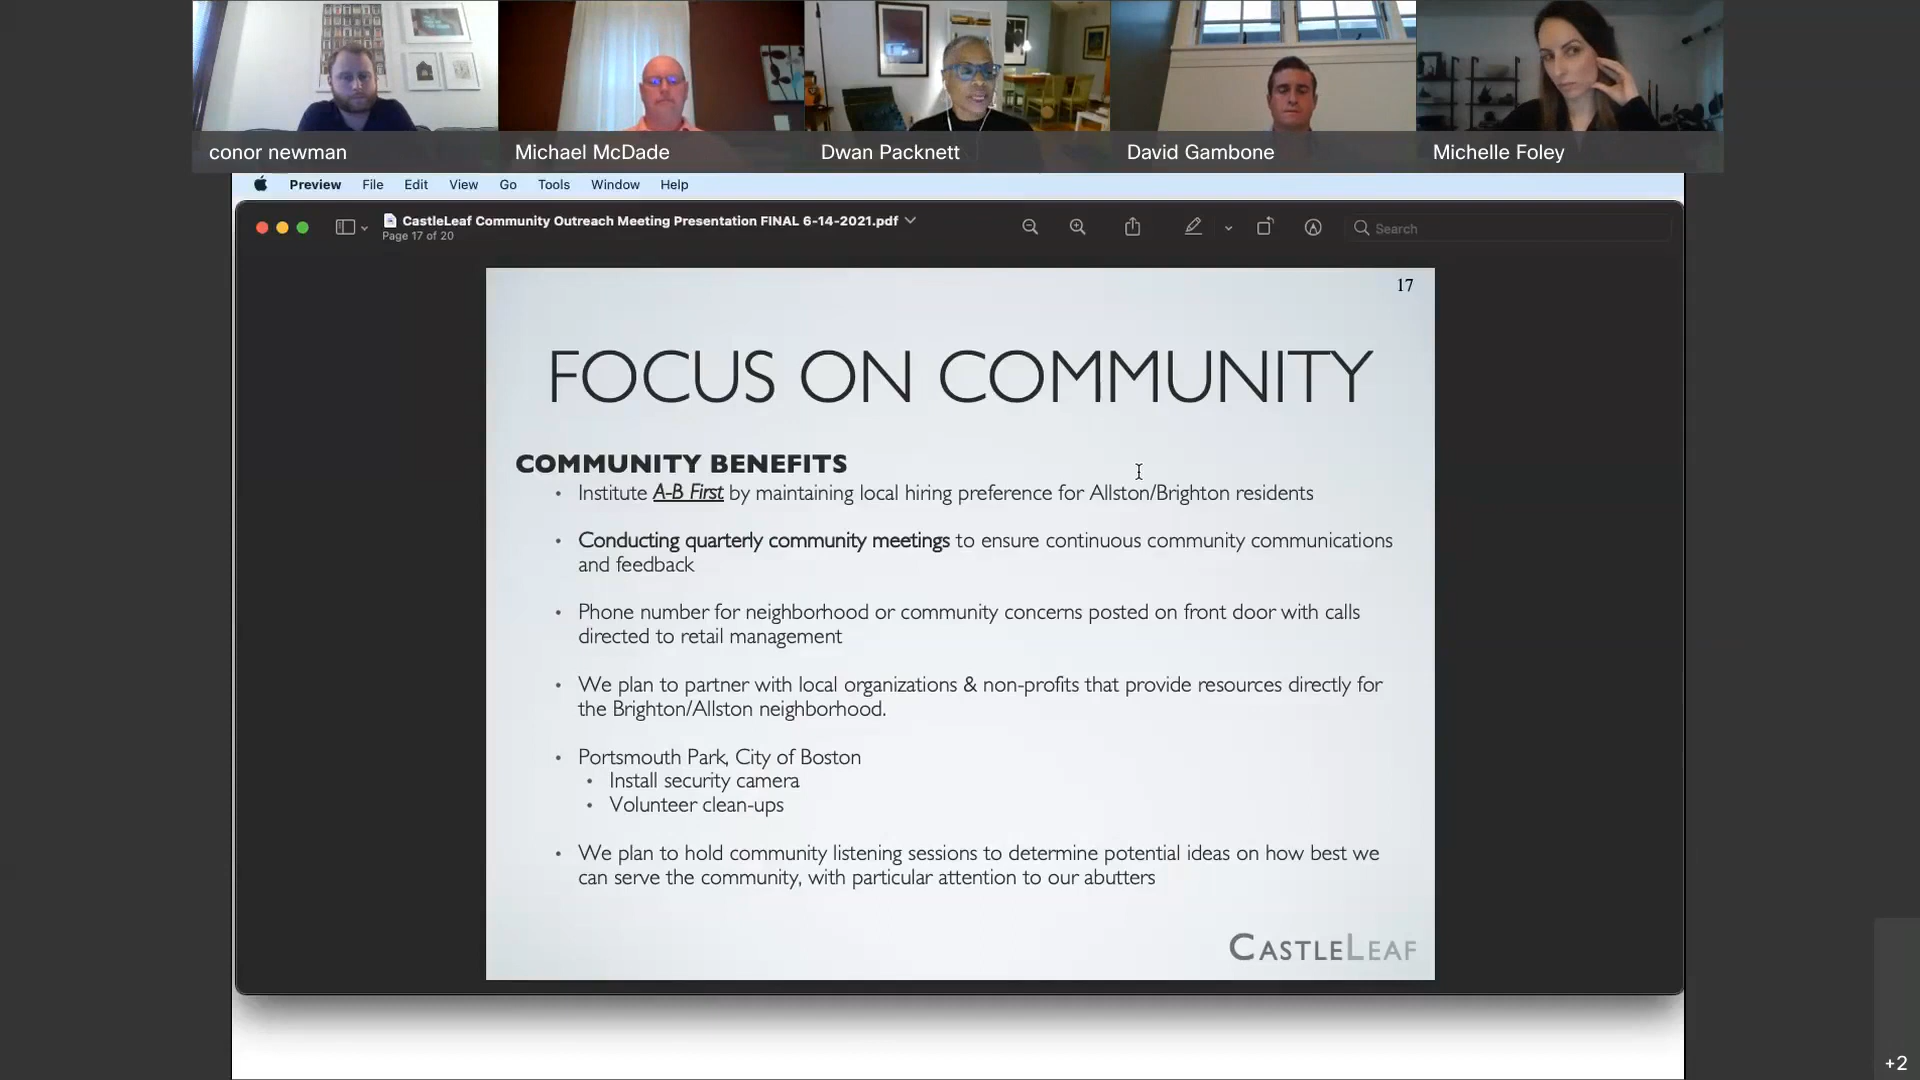 conor newman
Michael McDade
Dwan Packnett
David Gambone
Michelle Foley
Preview File Edit View Go Tools Window Help
CastleLeaf Community Outreach Meeting Presentation FINAL 6-14-2021.pdf
Page 17 of 20
Search
17
FOCUS ON COMMUNITY
COMMUNITY BENEFITS
• Institute A-B First by maintaining local hiring preference for Allston/Brighton residents
• Conducting quarterly community meetings to ensure continuous community communications
and feedback
• Phone number for neighborhood or community concerns posted on front door with calls
directed to retail management
• We plan to partner with local organizations & non-profits that provide resources directly for
the Brighton/Allston neighborhood.
• Portsmouth Park, City of Boston
• Install security camera
• Volunteer clean-ups
• We plan to hold community listening sessions to determine potential ideas on how best we
can serve the community, with particular attention to our abutters
CASTLELEAF
+2